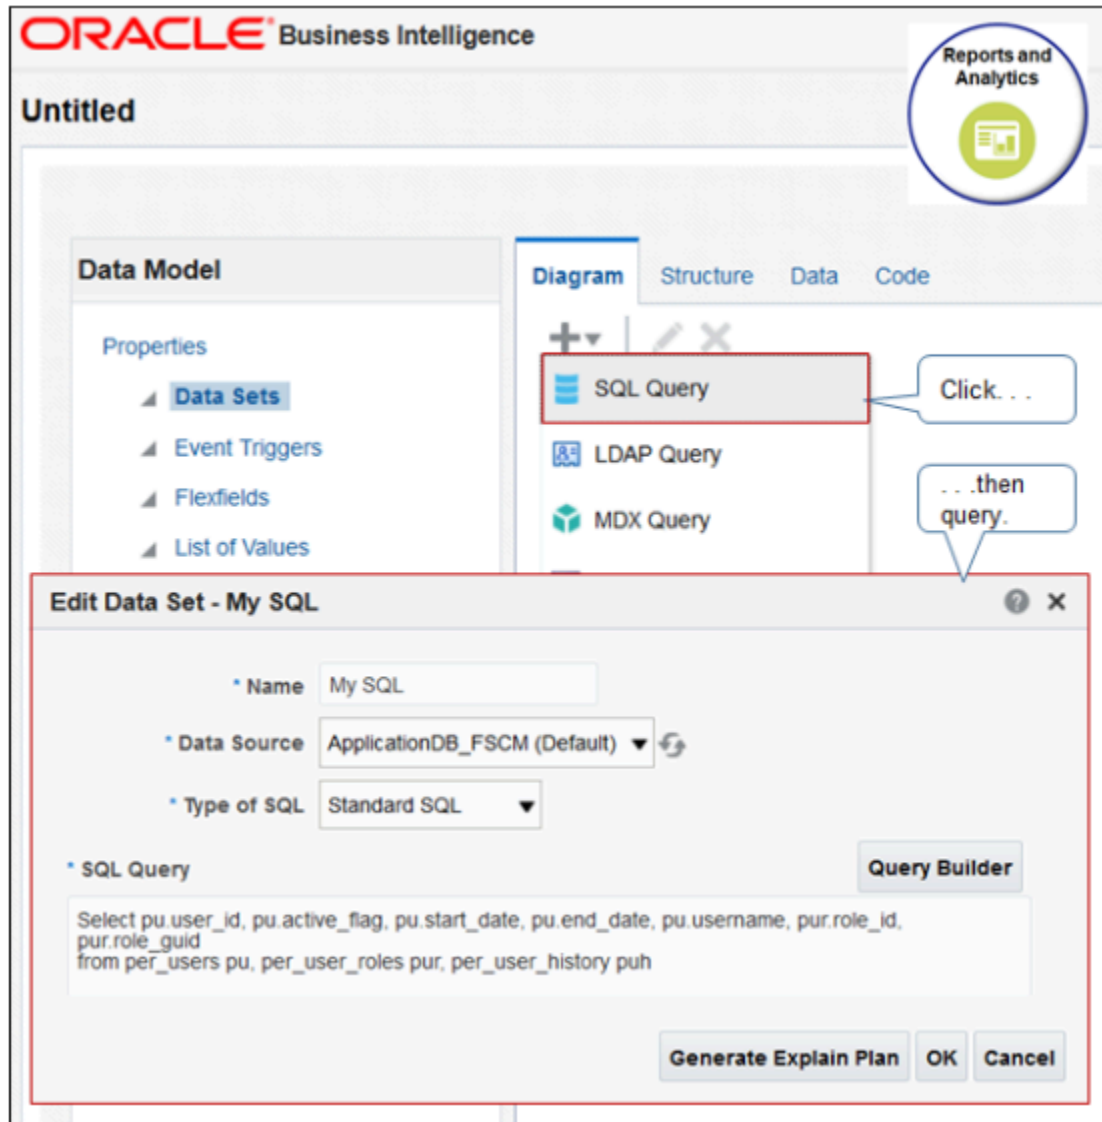 ORACLE Business Intelligence
Reports and
Analytics
Untitled
Data Model
Diagram Structure Data Code
Properties
Data Sets
Event Triggers
Flexfields
List of Values
SQL Query
LDAP Query
MDX Query
Click. . .
. . .then
query.
Edit Data Set - My SQL
* Name My SQL
* Data Source ApplicationDB_FSCM (Default)
* Type of SQL Standard SQL
* SQL Query
Query Builder
Select pu.user_id, pu.active_flag, pu.start_date, pu.end_date, pu.username, pur.role_id,
pur.role_guid
from per_users pu, per_user_roles pur, per_user_history puh
Generate Explain Plan OK Cancel